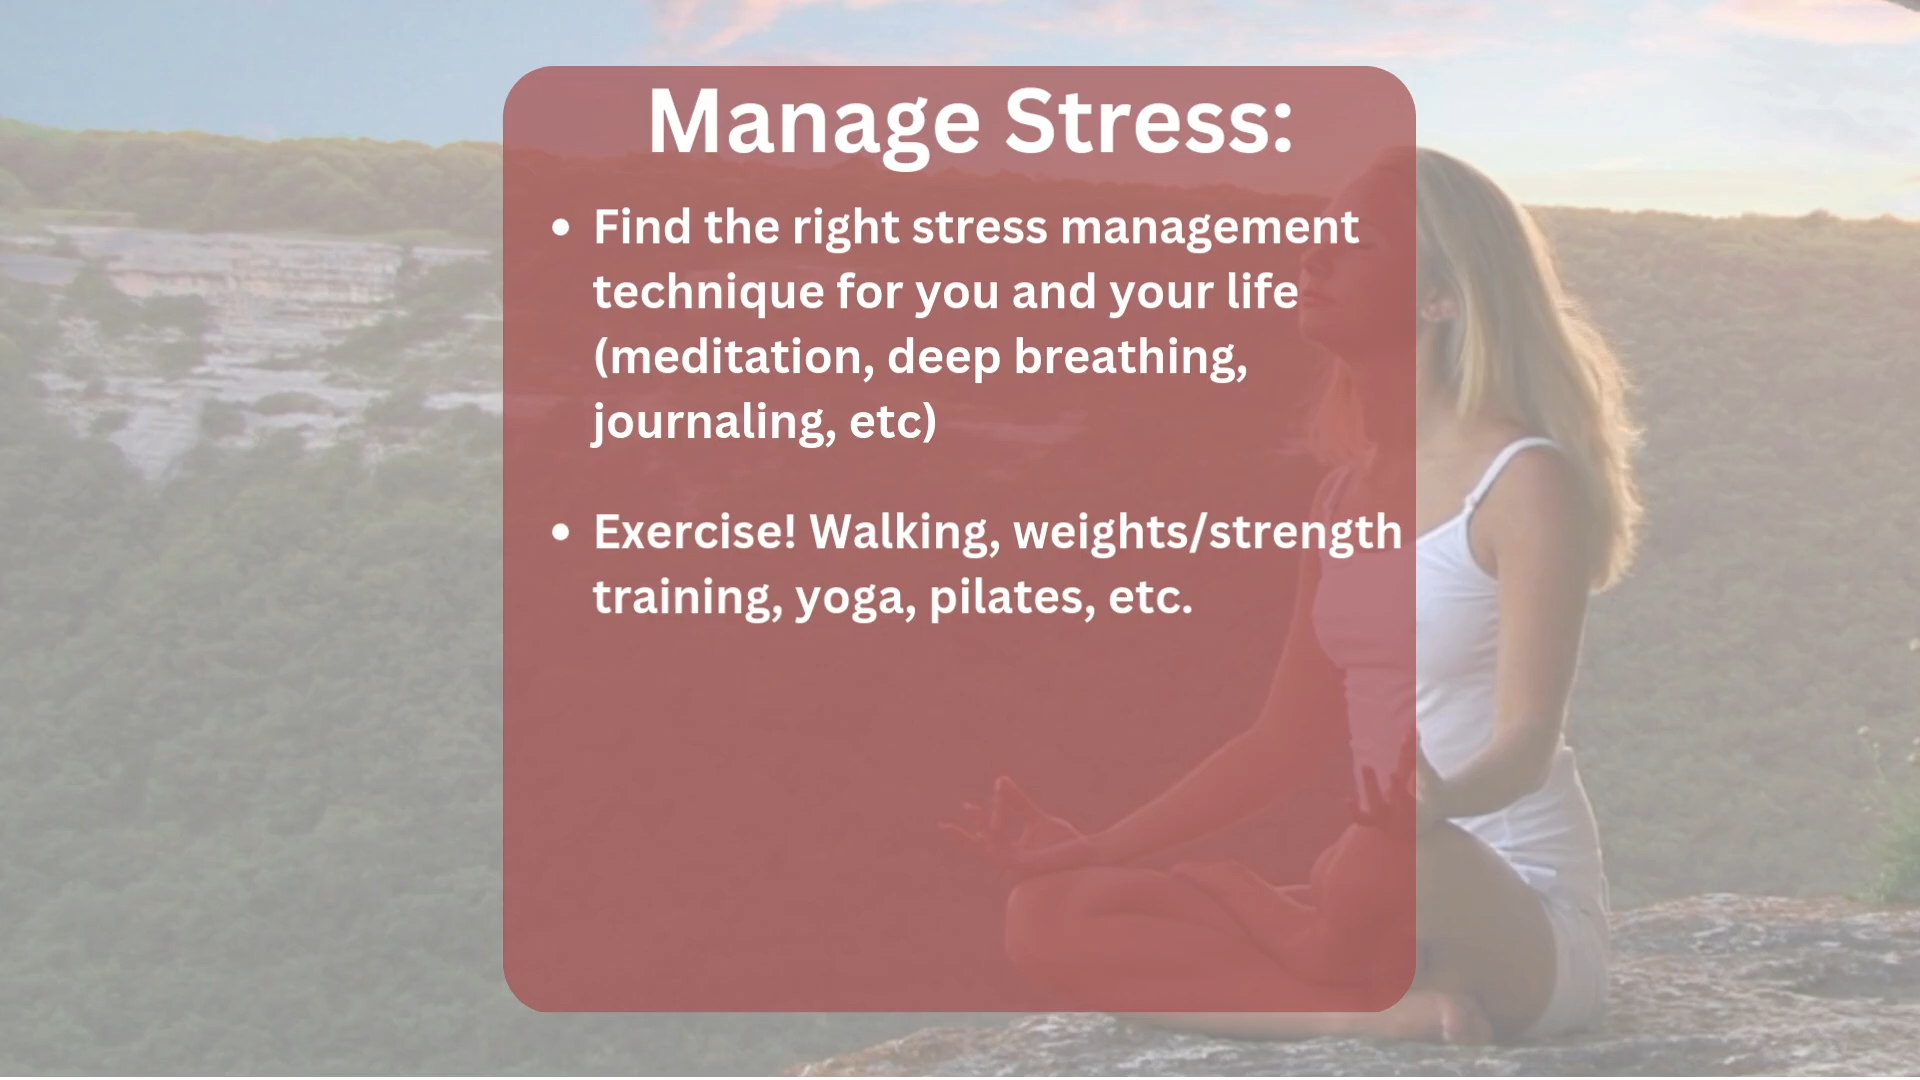 Manage Stress:
• Find the right stress management
technique for you and your life
(meditation, deep breathing,
journaling, etc)
• Exercise! Walking, weights/strength
training, yoga, pilates, etc.